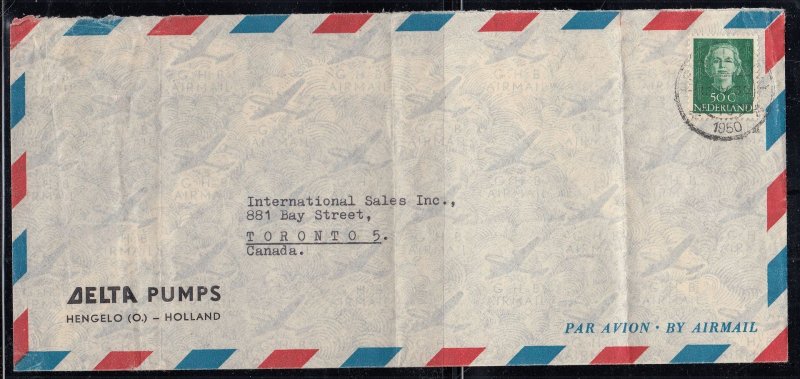 50 C
NEDERLAND
1950
International Sales Inc.,
881 Bay Street,
TORONTO 5.
Canada.
DELTA PUMPS
HENGELO (O.) – HOLLAND
PAR AVION · BY AIRMAIL
G.H.B.
AIRMAIL